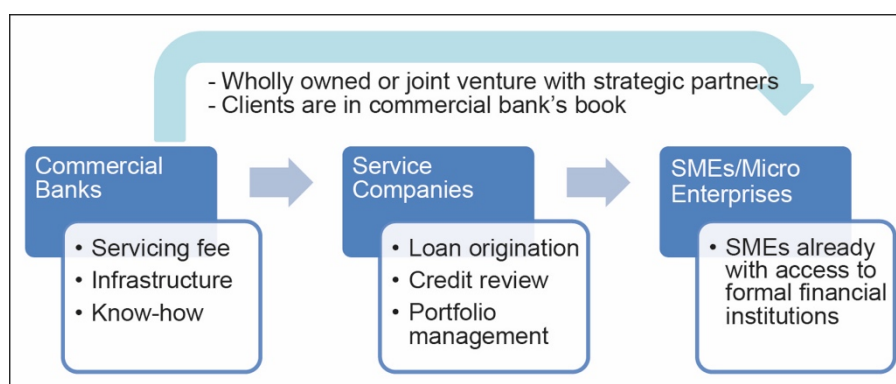 - Wholly owned or joint venture with strategic partners
- Clients are in commercial bank's book
Commercial
Banks
• Servicing fee
• Infrastructure
• Know-how
Service
Companies
• Loan origination
• Credit review
• Portfolio
management
SMEs/Micro
Enterprises
• SMEs already
with access to
formal financial
institutions